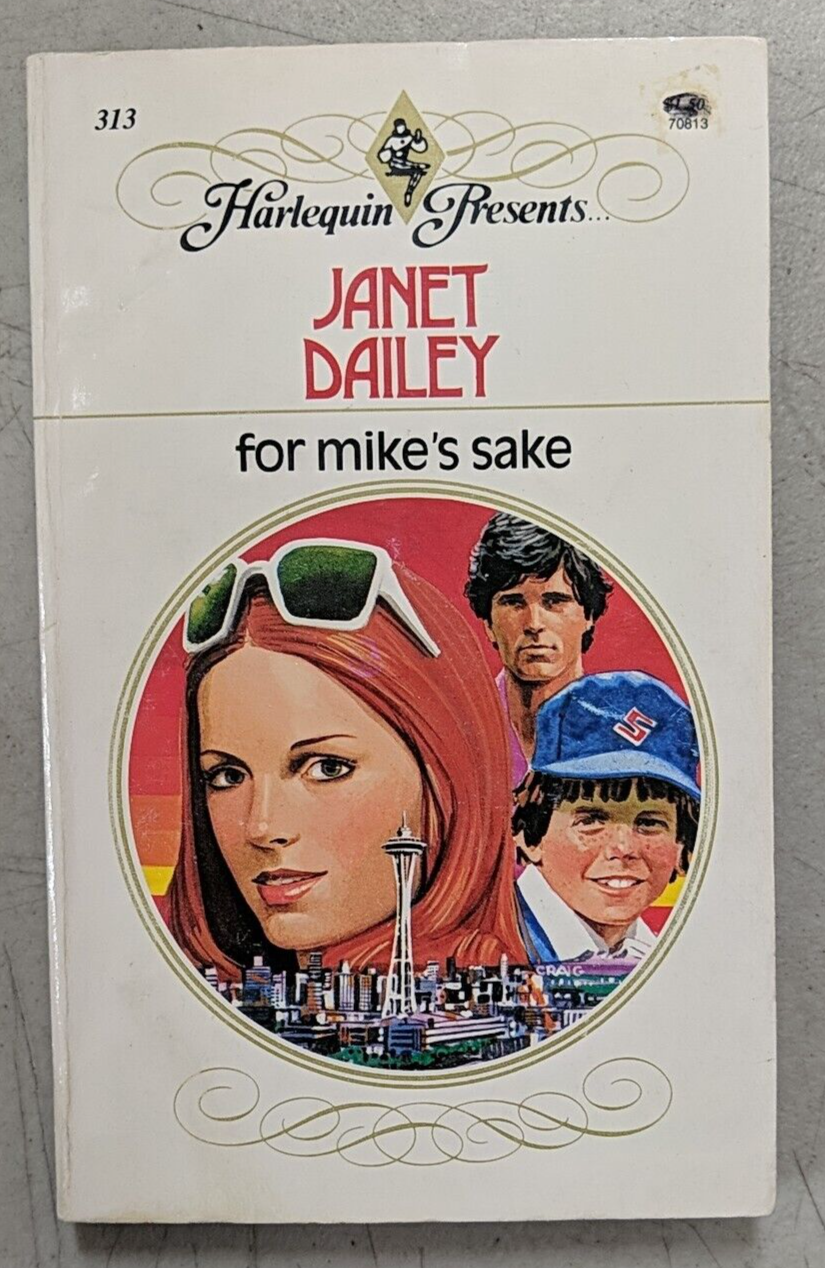 313
$1.50
70813
Harlequin Presents...
JANET
DAILEY
for mike's sake
S
CRAIG